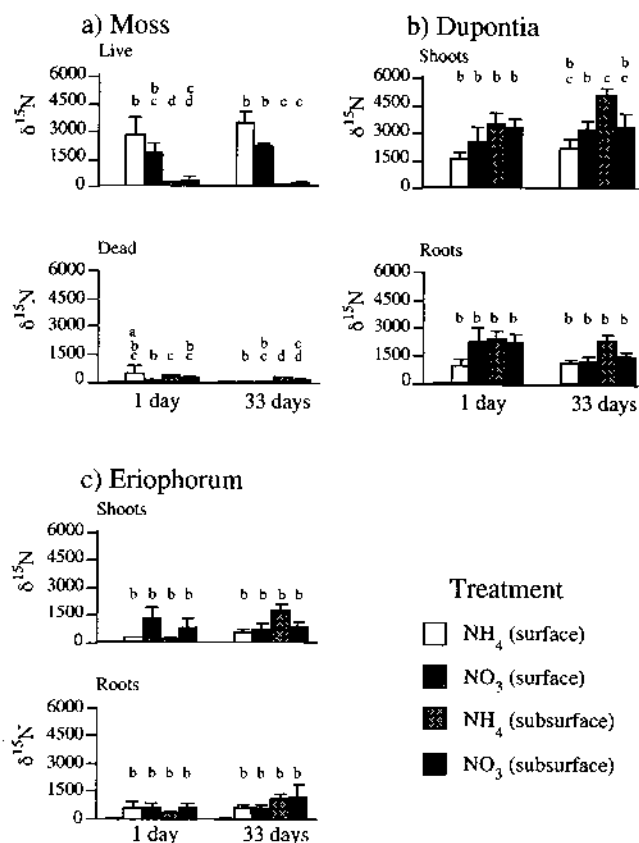 a) Moss
Live
6000
4500
3000
1500
0
δ¹⁵N
b
b
c
d
c
d
b
b
c
c
Dead
6000
4500
3000
1500
0
δ¹⁵N
a
b
c
b
c
b
c
b
b
c
d
c
d
1 day
33 days
b) Dupontia
Shoots
6000
4500
3000
1500
0
δ¹⁵N
b
b
b
b
b
c
b
c
b
c
Roots
6000
4500
3000
1500
0
δ¹⁵N
b
b
b
b
b
b
b
b
1 day
33 days
c) Eriophorum
Shoots
6000
4500
3000
1500
0
δ¹⁵N
b
b
b
b
b
b
b
b
Roots
6000
4500
3000
1500
0
δ¹⁵N
b
b
b
b
b
b
b
b
1 day
33 days
Treatment
NH₄ (surface)
NO₃ (surface)
NH₄ (subsurface)
NO₃ (subsurface)